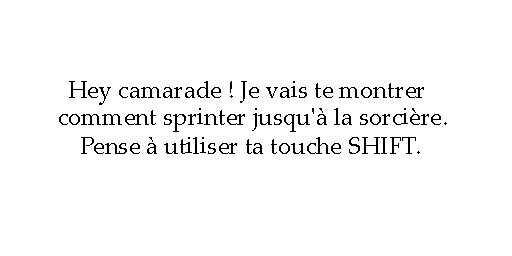 Hey camarade ! Je vais te montrer
comment sprinter jusqu'à la sorcière.
Pense à utiliser ta touche SHIFT.